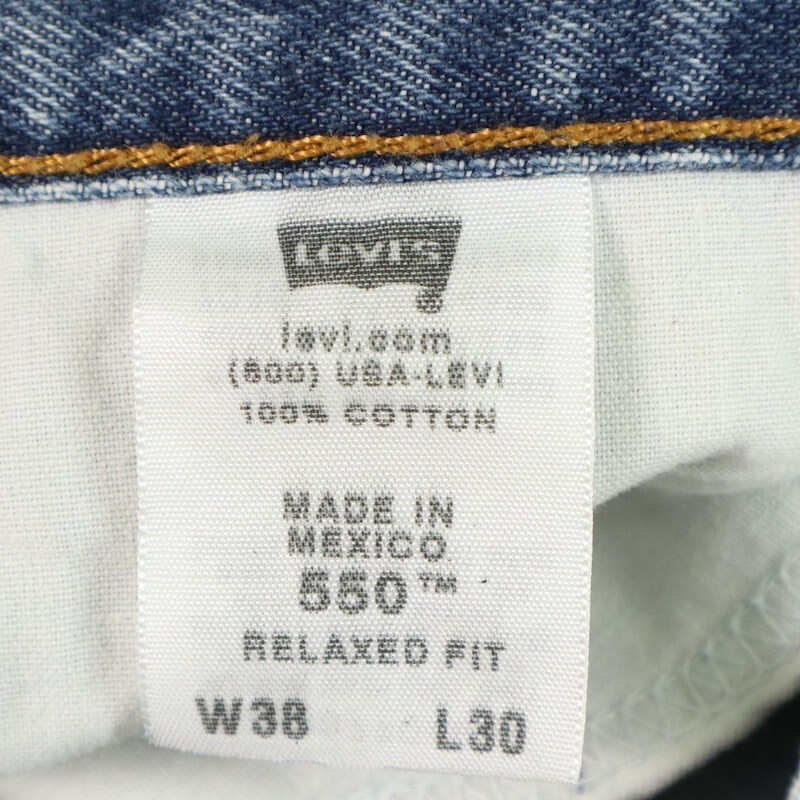 Levi's
®
levi.com
(800) USA-LEVI
100% COTTON
MADE IN
MEXICO
550™
RELAXED FIT
W38 L30